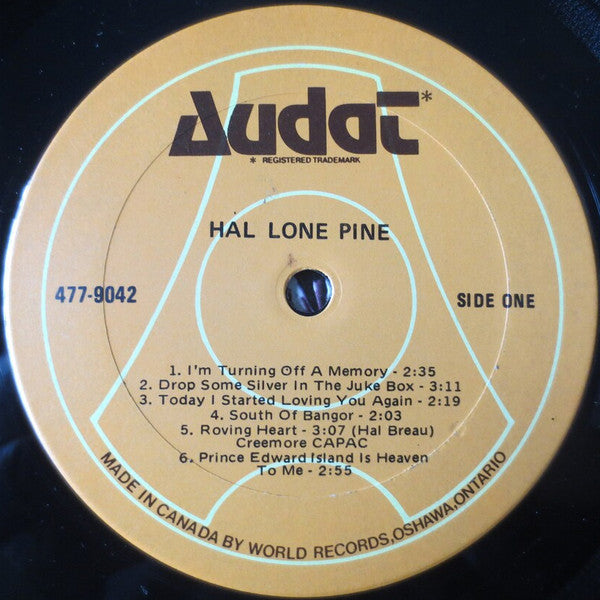 Audat*
* REGISTERED TRADEMARK
HAL LONE PINE
477-9042
SIDE ONE
1. I'm Turning Off A Memory - 2:35
2. Drop Some Silver In The Juke Box - 3:11
3. Today I Started Loving You Again - 2:19
4. South Of Bangor - 2:03
5. Roving Heart - 3:07 (Hal Breau)
Creemore CAPAC
6. Prince Edward Island Is Heaven
To Me - 2:55
MADE IN CANADA BY WORLD RECORDS, OSHAWA, ONTARIO